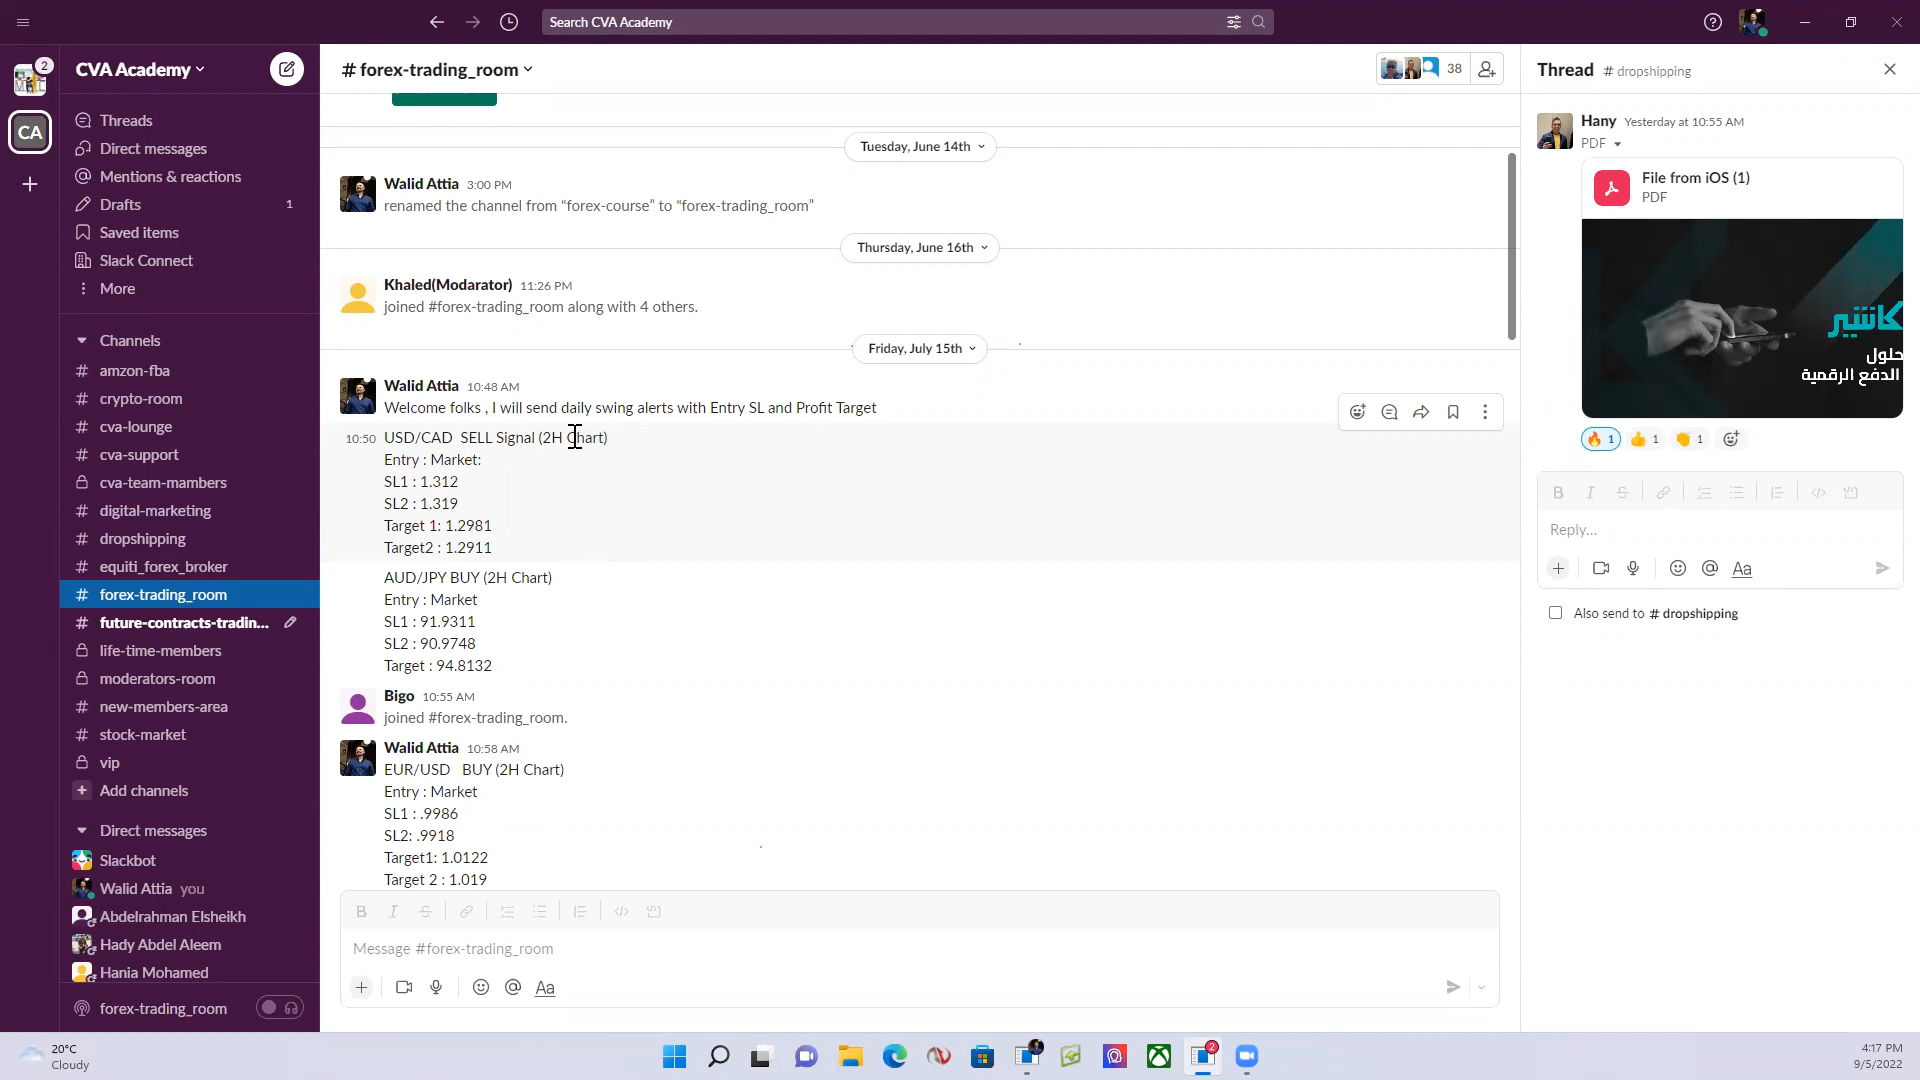 Search CVA Academy
2
CA
CVA Academy
Threads
Direct messages
Mentions & reactions
Drafts 1
Saved items
Slack Connect
More
Channels
# amzon-fba
# crypto-room
# cva-lounge
# cva-support
cva-team-mambers
# digital-marketing
# dropshipping
# equiti_forex_broker
# forex-trading_room
# future-contracts-tradin...
life-time-members
moderators-room
# new-members-area
# stock-market
vip
+ Add channels
Direct messages
Slackbot
Walid Attia you
Abdelrahman Elsheikh
Hady Abdel Aleem
Hania Mohamed
forex-trading_room
# forex-trading_room
38
Tuesday, June 14th
Walid Attia 3:00 PM
renamed the channel from “forex-course” to “forex-trading_room”
Thursday, June 16th
Khaled(Modarator) 11:26 PM
joined #forex-trading_room along with 4 others.
Friday, July 15th
Walid Attia 10:48 AM
Welcome folks , I will send daily swing alerts with Entry SL and Profit Target
10:50 USD/CAD SELL Signal (2H Chart)
Entry : Market:
SL1 : 1.312
SL2 : 1.319
Target 1: 1.2981
Target2 : 1.2911
AUD/JPY BUY (2H Chart)
Entry : Market
SL1 : 91.9311
SL2 : 90.9748
Target : 94.8132
Bigo 10:55 AM
joined #forex-trading_room.
Walid Attia 10:58 AM
EUR/USD BUY (2H Chart)
Entry : Market
SL1 : .9986
SL2: .9918
Target1: 1.0122
Target 2 : 1.019
B I S
Message #forex-trading_room
+ @ Aa
Thread # dropshipping
Hany Yesterday at 10:55 AM
PDF
File from iOS (1)
PDF
كاشير
حلول
الدفع الرقمية
1 1 1
B I S
Reply...
+ @ Aa
Also send to # dropshipping
20°C
Cloudy
2
4:17 PM
9/5/2022